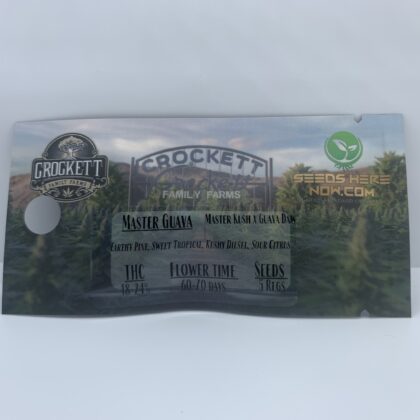 CROCKETT
FAMILY FARMS
CROCKETT
FAMILY FARMS
SEEDS HERE
NOW.COM
MASTER GUAVA MASTER KUSH X GUAVA DAW
EARTHY PINE, SWEET TROPICAL, KUSHY DIESEL, SOUR CITRUS
THC FLOWER TIME SEEDS
18-24% 60-70 DAYS 5 REGS